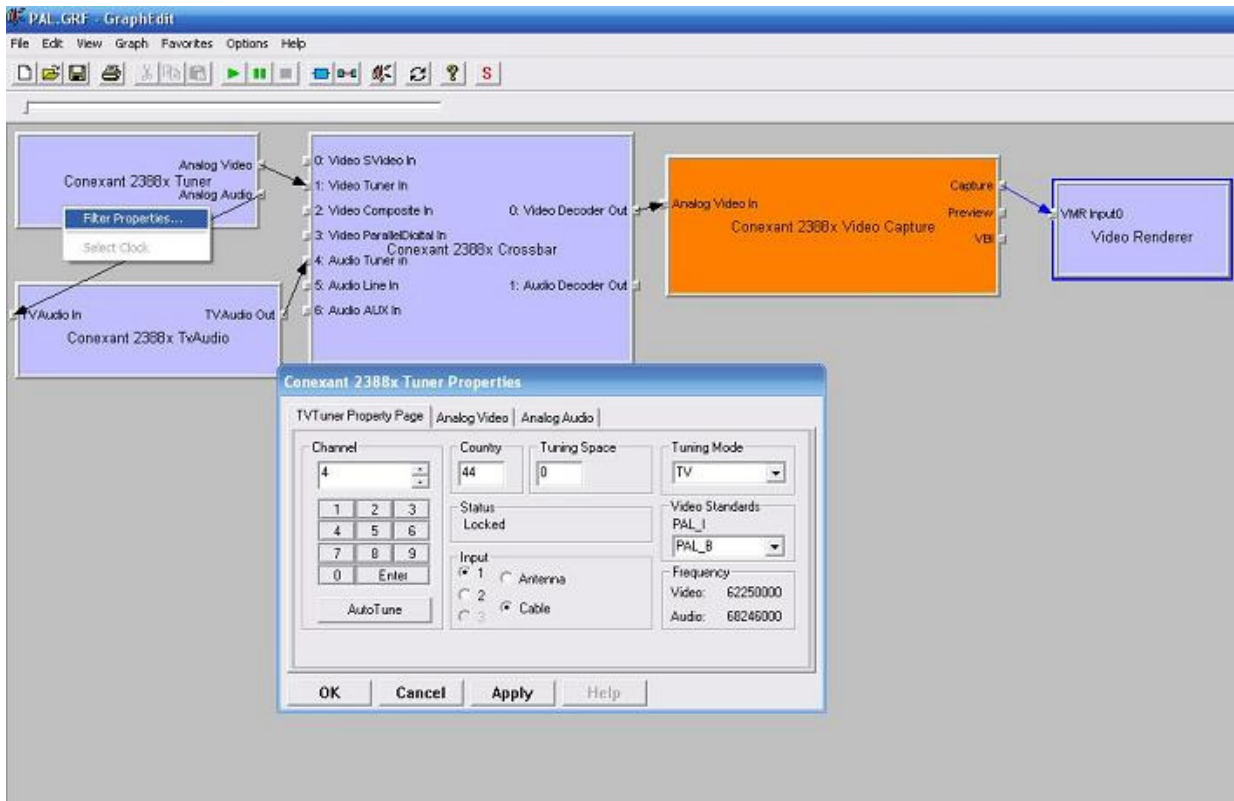 PAL.GRF - GraphEdit
File Edit View Graph Favorites Options Help
S
Analog Video
Conexant 2388x Tuner
Analog Audio
Filter Properties...
Select Clock
TVAudio In
TVAudio Out
Conexant 2388x TvAudio
0: Video SVideo In
1: Video Tuner In
2: Video Composite In
0: Video Decoder Out
3: Video ParallelDigital In
Conexant 2388x Crossbar
4: Audio Tuner in
5: Audio Line In
1: Audio Decoder Out
6: Audio AUX In
Analog Video In
Capture
Preview
Conexant 2388x Video Capture
VBI
VMR Input0
Video Renderer
Conexant 2388x Tuner Properties
TVTuner Property Page
Analog Video
Analog Audio
Channel
4
1 2 3
4 5 6
7 8 9
0 Enter
AutoTune
Country
44
Tuning Space
0
Status
Locked
Input
1
2
3
Antenna
Cable
Tuning Mode
TV
Video Standards
PAL_I
PAL_B
Frequency
Video: 62250000
Audio: 68246000
OK Cancel Apply Help